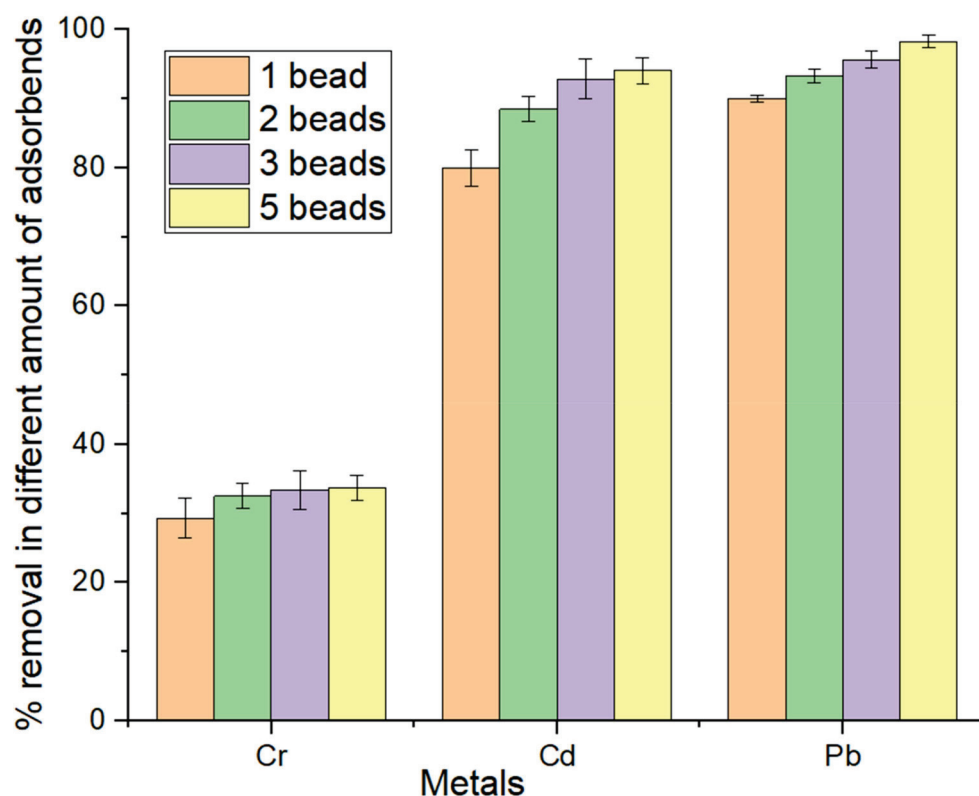 % removal in different amount of adsorbends
100
80
60
40
20
0
1 bead
2 beads
3 beads
5 beads
Cr
Cd
Pb
Metals